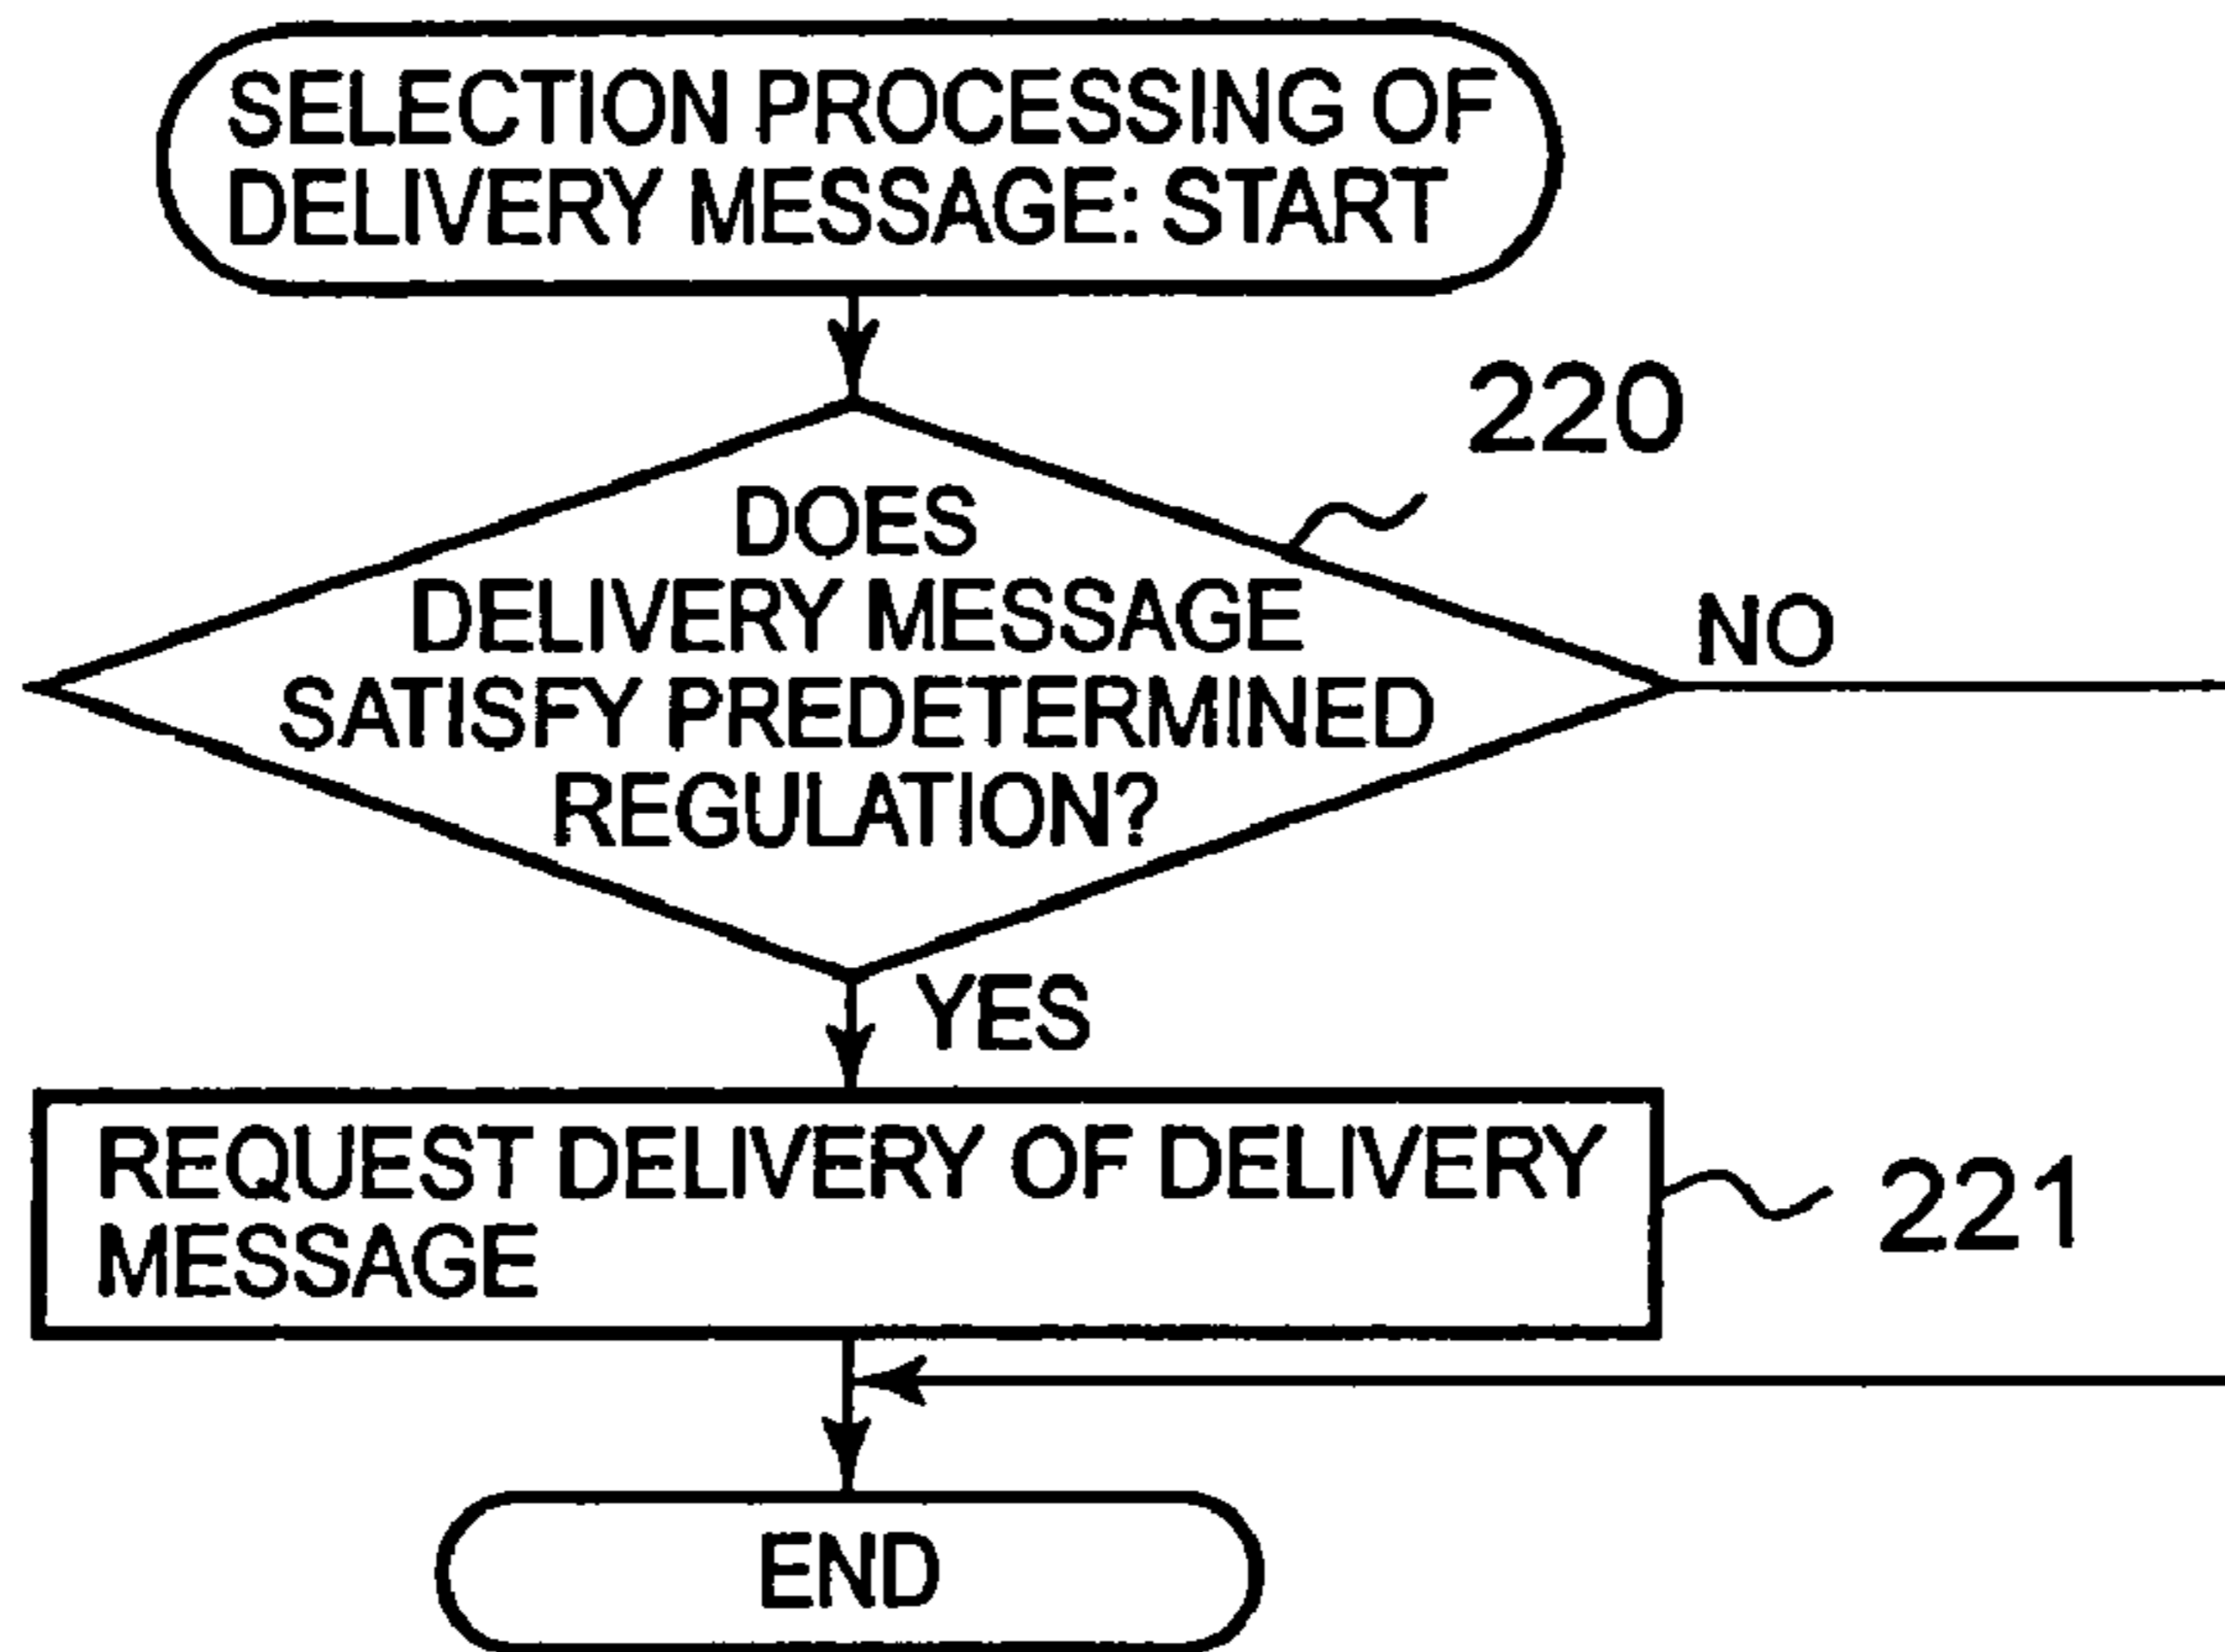 SELECTION PROCESSING OF
DELIVERY MESSAGE: START
220
DOES
DELIVERY MESSAGE
SATISFY PREDETERMINED
REGULATION?
NO
YES
REQUEST DELIVERY OF DELIVERY
MESSAGE
221
END